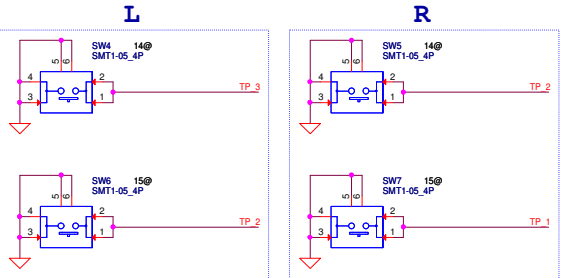 L
R
SW4 14@
SMT1-05_4P
5 6
4 2
3 1
TP_3
SW5 14@
SMT1-05_4P
5 6
4 2
3 1
TP_2
SW6 15@
SMT1-05_4P
5 6
4 2
3 1
TP_2
SW7 15@
SMT1-05_4P
5 6
4 2
3 1
TP_1